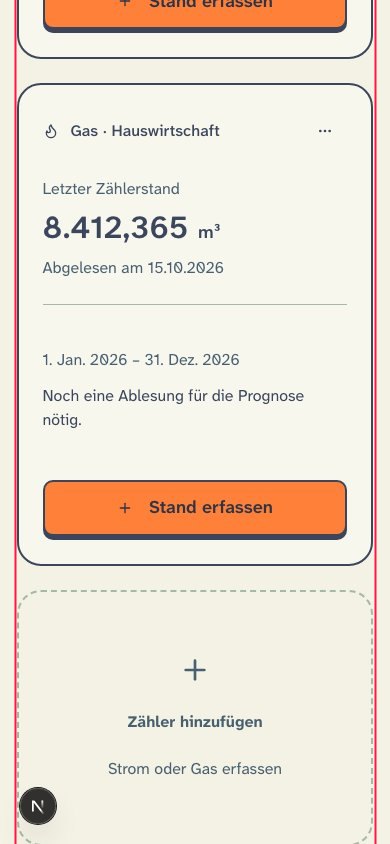 + Stand erfassen
Gas · Hauswirtschaft ...
Letzter Zählerstand
8.412,365 m³
Abgelesen am 15.10.2026
1. Jan. 2026 – 31. Dez. 2026
Noch eine Ablesung für die Prognose
nötig.
+ Stand erfassen
+
Zähler hinzufügen
Strom oder Gas erfassen
N